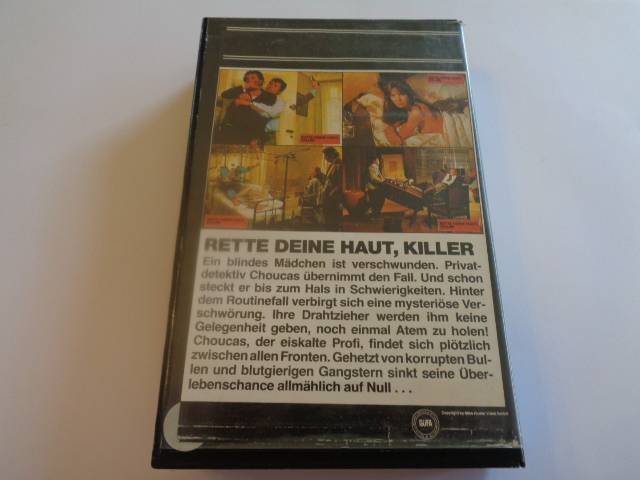 RETTE DEINE HAUT, KILLER
Ein blindes Mädchen ist verschwunden. Privat-
detektiv Choucas übernimmt den Fall. Und schon
steckt er bis zum Hals in Schwierigkeiten. Hinter
dem Routinefall verbirgt sich eine mysteriöse Ver-
schwörung. Ihre Drahtzieher werden ihm keine
Gelegenheit geben, noch einmal Atem zu holen!
Choucas, der eiskalte Profi, findet sich plötzlich
zwischen allen Fronten. Gehetzt von korrupten Bul-
len und blutgierigen Gangstern sinkt seine Über-
lebenschance allmählich auf Null . . .
GUFA